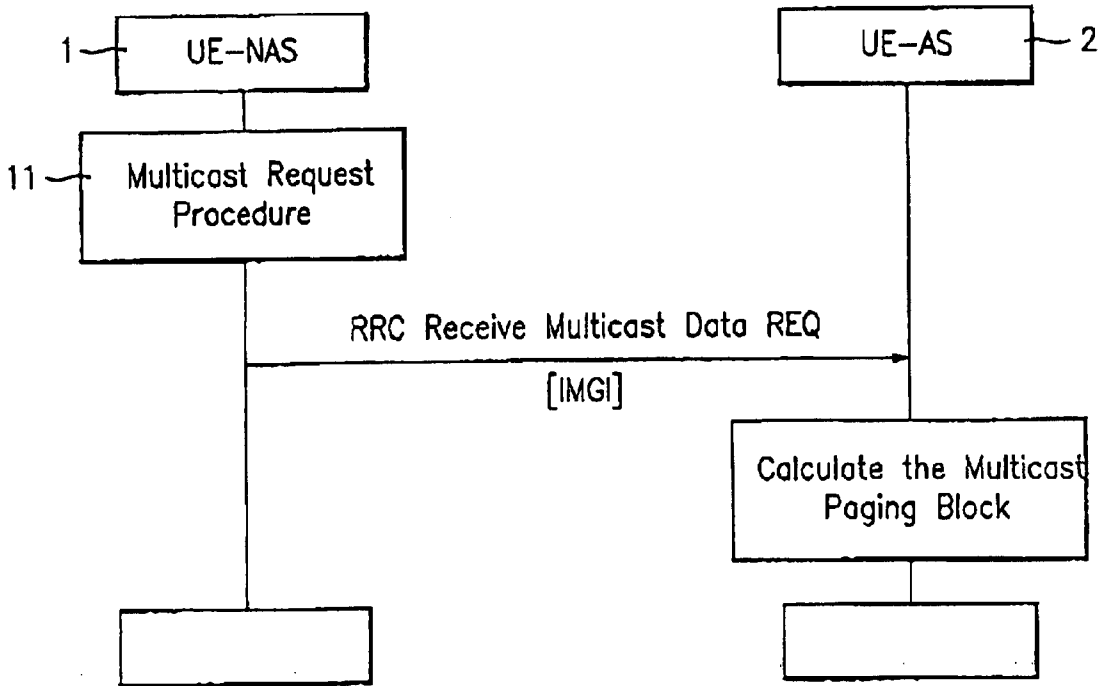 1
UE-NAS
UE-AS
2
11
Multicast Request
Procedure
RRC Receive Multicast Data REQ
[IMGI]
Calculate the Multicast
Paging Block